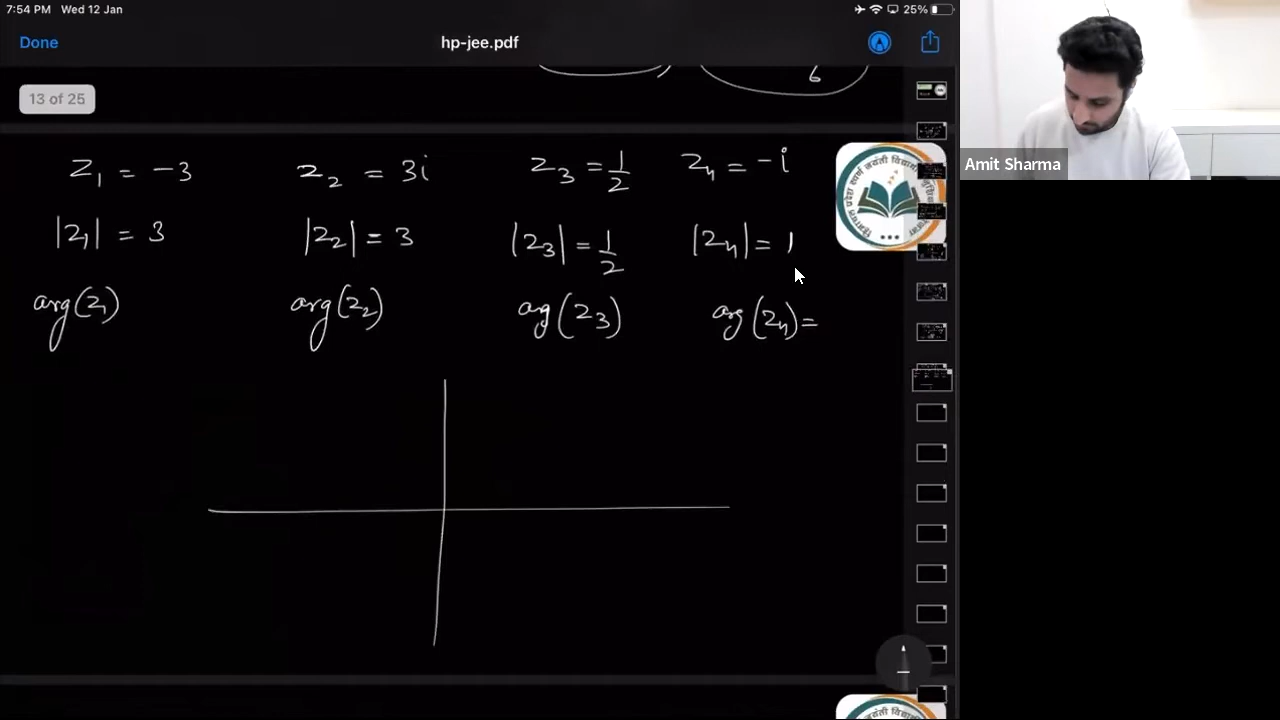 7:54 PM Wed 12 Jan 25%
Done hp-jee.pdf
13 of 25 6
z₁ = -3 z₂ = 3i z₃ = 1/2 z₄ = -i
|z₁| = 3 |z₂| = 3 |z₃| = 1/2 |z₄| = 1
arg(z₁) arg(z₂) arg(z₃) arg(z₄)=
Amit Sharma